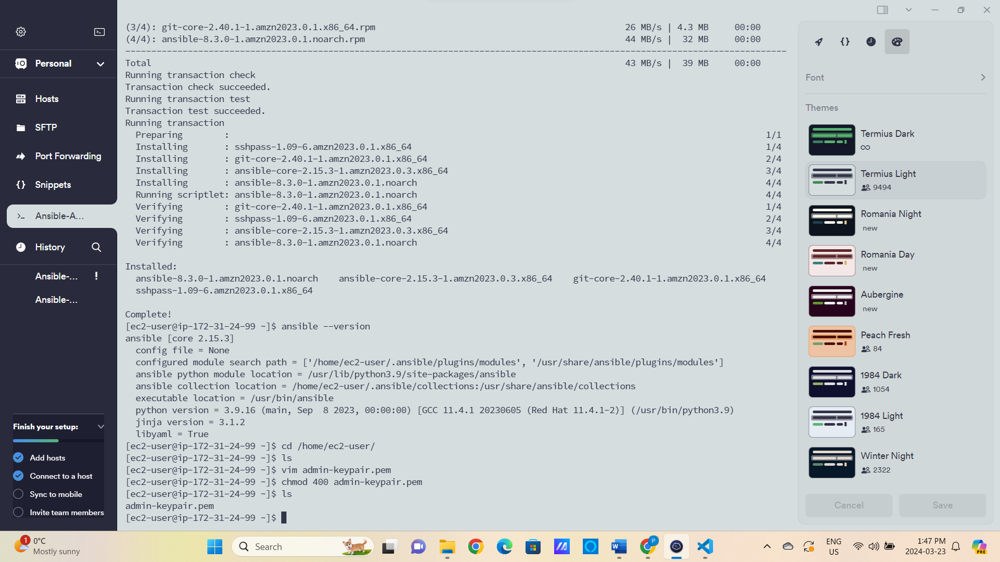 Personal
Hosts
SFTP
Port Forwarding
Snippets
Ansible-A...
History
Ansible-... !
Ansible-...
Finish your setup:
Add hosts
Connect to a host
Sync to mobile
Invite team members
(3/4): git-core-2.40.1-1.amzn2023.0.1.x86_64.rpm 26 MB/s | 4.3 MB 00:00
(4/4): ansible-8.3.0-1.amzn2023.0.1.noarch.rpm 44 MB/s | 32 MB 00:00
--------------------------------------------------------------------------------------------------------------------------------
Total 43 MB/s | 39 MB 00:00
Running transaction check
Transaction check succeeded.
Running transaction test
Transaction test succeeded.
Running transaction
Preparing : 1/1
Installing : sshpass-1.09-6.amzn2023.0.1.x86_64 1/4
Installing : git-core-2.40.1-1.amzn2023.0.1.x86_64 2/4
Installing : ansible-core-2.15.3-1.amzn2023.0.3.x86_64 3/4
Installing : ansible-8.3.0-1.amzn2023.0.1.noarch 4/4
Running scriptlet: ansible-8.3.0-1.amzn2023.0.1.noarch 4/4
Verifying : git-core-2.40.1-1.amzn2023.0.1.x86_64 1/4
Verifying : sshpass-1.09-6.amzn2023.0.1.x86_64 2/4
Verifying : ansible-core-2.15.3-1.amzn2023.0.3.x86_64 3/4
Verifying : ansible-8.3.0-1.amzn2023.0.1.noarch 4/4
Installed:
ansible-8.3.0-1.amzn2023.0.1.noarch ansible-core-2.15.3-1.amzn2023.0.3.x86_64 git-core-2.40.1-1.amzn2023.0.1.x86_64
sshpass-1.09-6.amzn2023.0.1.x86_64
Complete!
[ec2-user@ip-172-31-24-99 ~]$ ansible --version
ansible [core 2.15.3]
config file = None
configured module search path = ['/home/ec2-user/.ansible/plugins/modules', '/usr/share/ansible/plugins/modules']
ansible python module location = /usr/lib/python3.9/site-packages/ansible
ansible collection location = /home/ec2-user/.ansible/collections:/usr/share/ansible/collections
executable location = /usr/bin/ansible
python version = 3.9.16 (main, Sep  8 2023, 00:00:00) [GCC 11.4.1 20230605 (Red Hat 11.4.1-2)] (/usr/bin/python3.9)
jinja version = 3.1.2
libyaml = True
[ec2-user@ip-172-31-24-99 ~]$ cd /home/ec2-user/
[ec2-user@ip-172-31-24-99 ~]$ ls
[ec2-user@ip-172-31-24-99 ~]$ vim admin-keypair.pem
[ec2-user@ip-172-31-24-99 ~]$ chmod 400 admin-keypair.pem
[ec2-user@ip-172-31-24-99 ~]$ ls
admin-keypair.pem
[ec2-user@ip-172-31-24-99 ~]$
Font
Themes
Termius Dark
∞
Termius Light
9494
Romania Night
new
Romania Day
new
Aubergine
new
Peach Fresh
84
1984 Dark
1054
1984 Light
165
Winter Night
2322
Cancel Save
1
0°C
Mostly sunny
Search
W
P
ENG
US
1:47 PM
2024-03-23
PRE